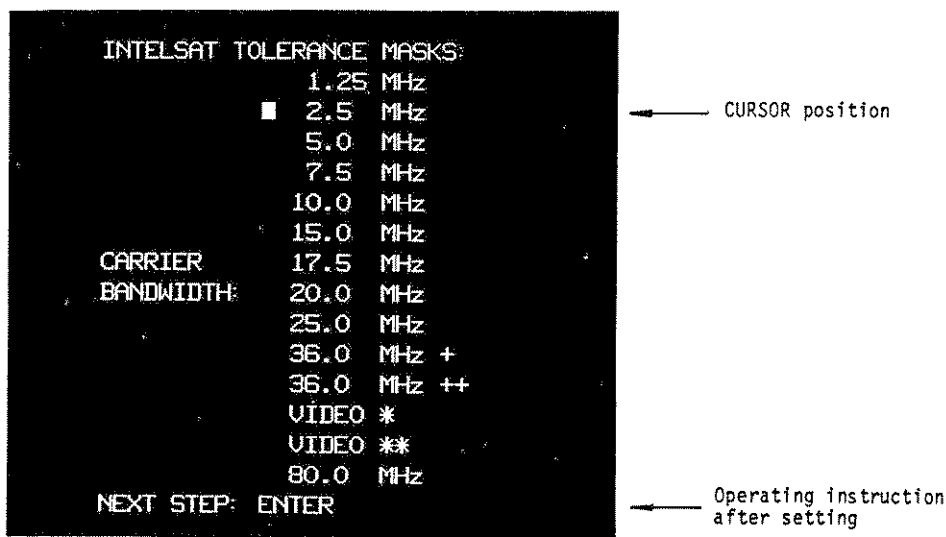 INTELSAT TOLERANCE MASKS:
1.25 MHz
2.5 MHz
CURSOR position
5.0 MHz
7.5 MHz
10.0 MHz
15.0 MHz
CARRIER 17.5 MHz
BANDWIDTH: 20.0 MHz
25.0 MHz
36.0 MHz +
36.0 MHz ++
VIDEO *
VIDEO **
80.0 MHz
NEXT STEP: ENTER
Operating instruction
after setting